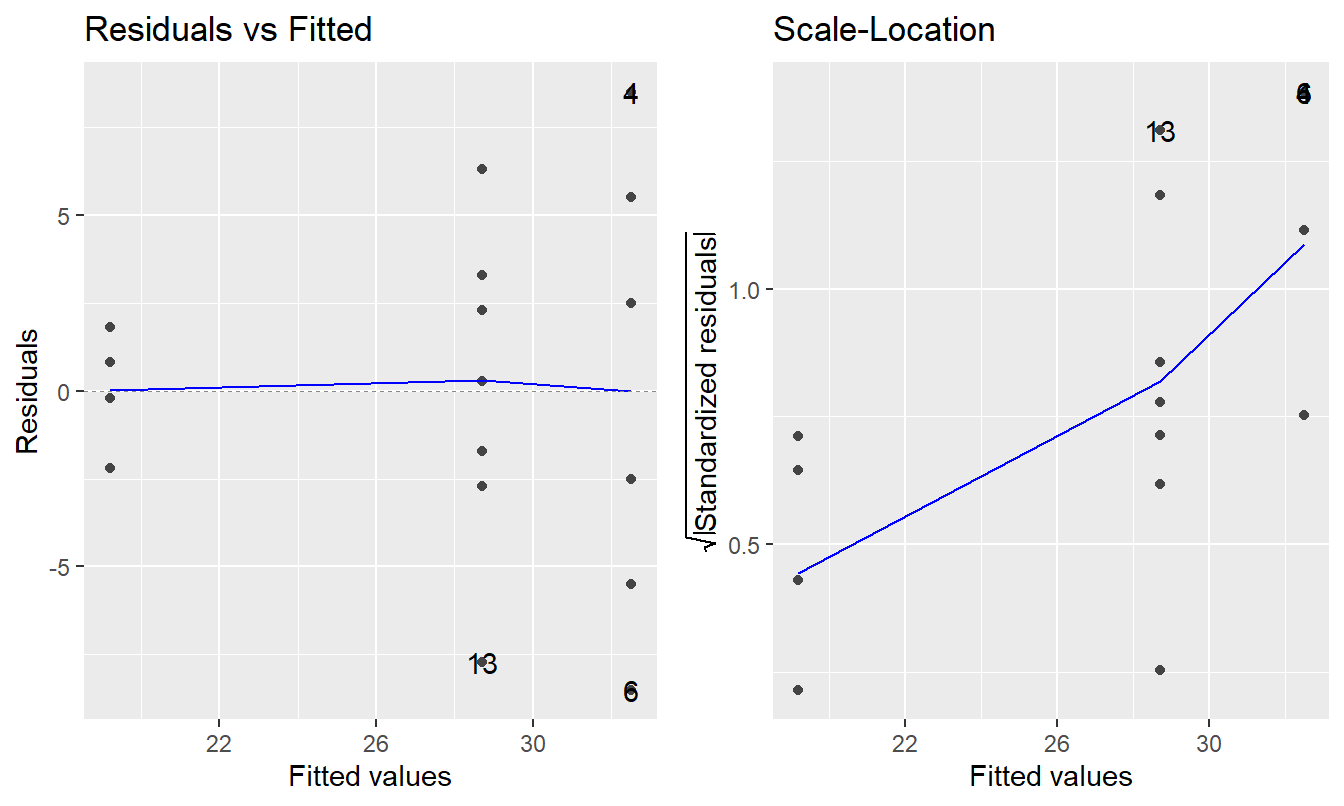 Residuals vs Fitted
4
5
0
-5
13
6
22
26
30
Residuals
Fitted values
Scale-Location
13
1.0
0.5
22
26
30
√|Standardized residuals|
Fitted values